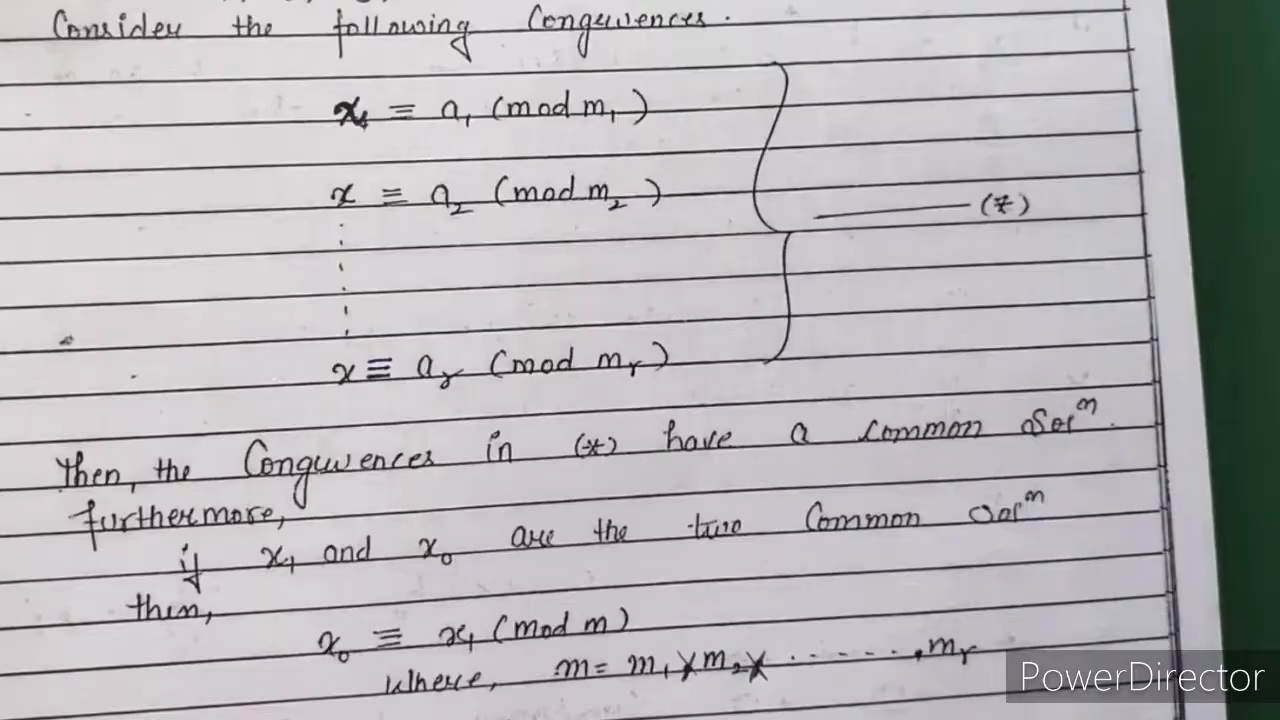 Consider the following Congruences.
x₁ ≡ a₁ (mod m₁)
x ≡ a₂ (mod m₂)
(*)
x ≡ aᵣ (mod mᵣ)
Then, the Congruences in (*) have a common solⁿ.
furthermore,
if x₁ and x₀ are the two Common solⁿ
then,
x₀ ≡ x₁ (mod m)
where, m = m₁ × m₂ × ......., mᵣ
PowerDirector